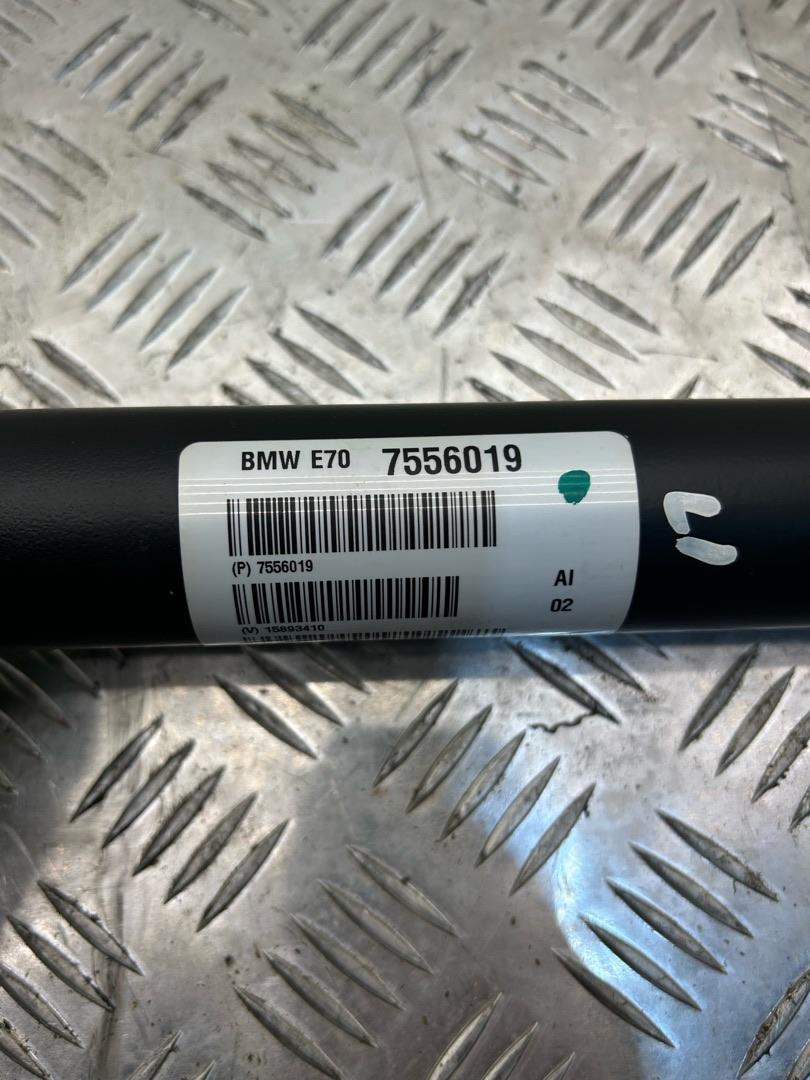 BMW E70 7556019
(P) 7556019
AI
02
(V) 15893410